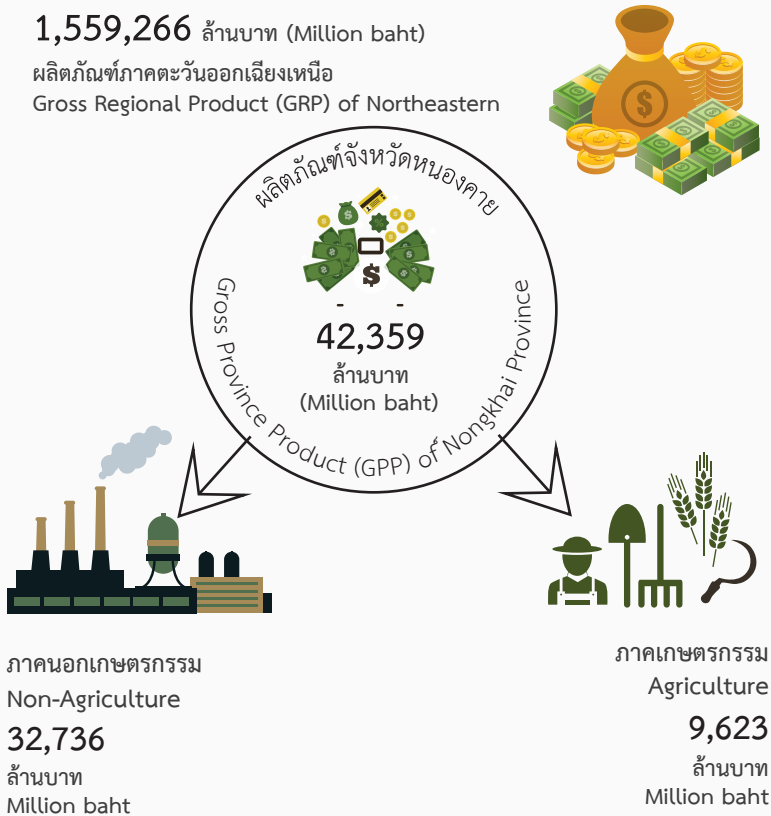 1,559,266 ล้านบาท (Million baht)
ผลิตภัณฑ์ภาคตะวันออกเฉียงเหนือ
Gross Regional Product (GRP) of Northeastern
ผลิตภัณฑ์จังหวัดหนองคาย
$
$
$
- -
42,359
ล้านบาท
(Million baht)
Gross Province Product (GPP) of Nongkhai Province
ภาคนอกเกษตรกรรม
Non-Agriculture
32,736
ล้านบาท
Million baht
ภาคเกษตรกรรม
Agriculture
9,623
ล้านบาท
Million baht